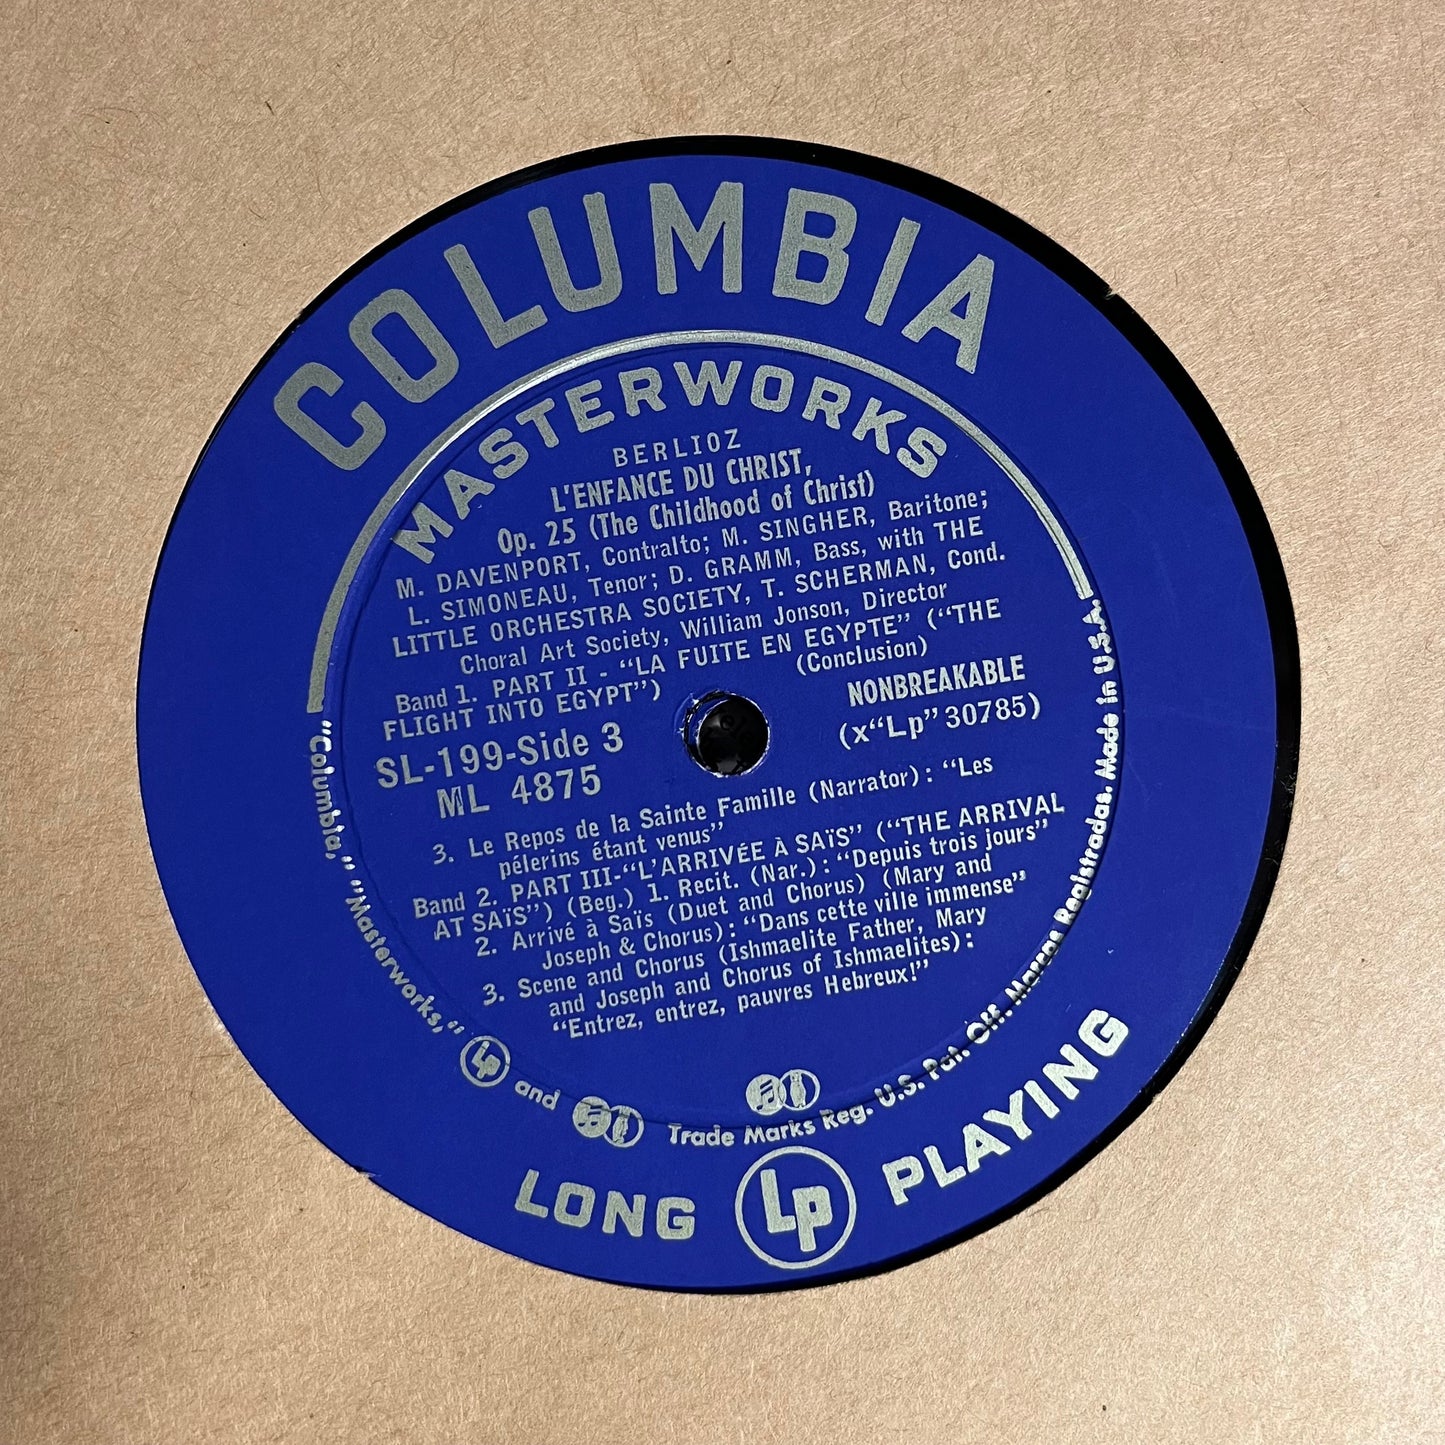 COLUMBIA
MASTERWORKS
BERLIOZ
L'ENFANCE DU CHRIST,
Op. 25 (The Childhood of Christ)
M. DAVENPORT, Contralto; M. SINGHER, Baritone;
L. SIMONEAU, Tenor; D. GRAMM, Bass, with THE
LITTLE ORCHESTRA SOCIETY, T. SCHERMAN, Cond.
Choral Art Society, William Jonson, Director
Band 1. PART II - "LA FUITE EN EGYPTE" ("THE
FLIGHT INTO EGYPT") (Conclusion)
SL-199-Side 3
ML 4875
NONBREAKABLE
(x"Lp" 30785)
3. Le Repos de la Sainte Famille (Narrator): "Les
pélerins étant venus"
Band 2. PART III-"L'ARRIVÉE À SAÏS" ("THE ARRIVAL
AT SAÏS") (Beg.) 1. Recit. (Nar.): "Depuis trois jours"
2. Arrivé à Saïs (Duet and Chorus) (Mary and
Joseph & Chorus): "Dans cette ville immense"
3. Scene and Chorus (Ishmaelite Father, Mary
and Joseph and Chorus of Ishmaelites):
"Entrez, entrez, pauvres Hebreux!"
"Columbia," "Masterworks," Lp and Trade Marks Reg. U.S. Pat. Off. Marcas Registradas. Made in U.S.A.
LONG Lp PLAYING